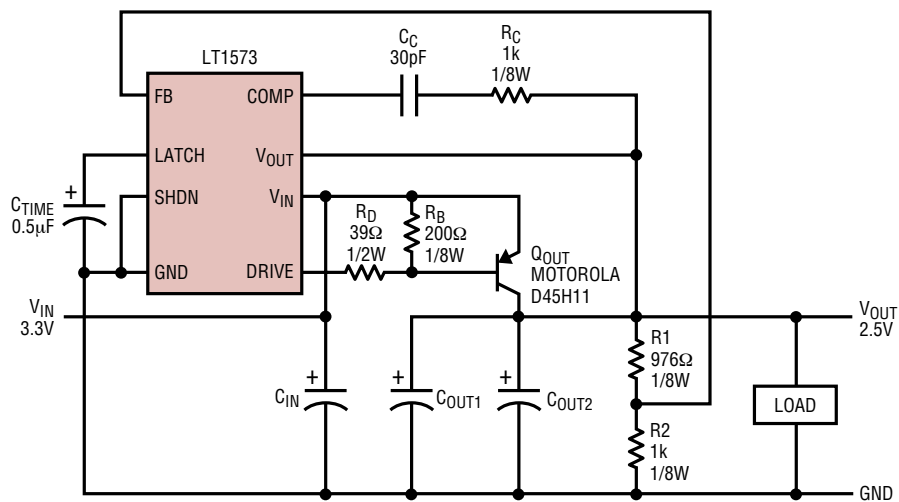 LT1573
C_C
30pF
R_C
1k
1/8W
FB
COMP
LATCH
V_OUT
SHDN
V_IN
GND
DRIVE
+
C_TIME
0.5µF
R_D
39Ω
1/2W
R_B
200Ω
1/8W
Q_OUT
MOTOROLA
D45H11
V_IN
3.3V
V_OUT
2.5V
+
C_IN
+
C_OUT1
+
C_OUT2
R1
976Ω
1/8W
R2
1k
1/8W
LOAD
GND